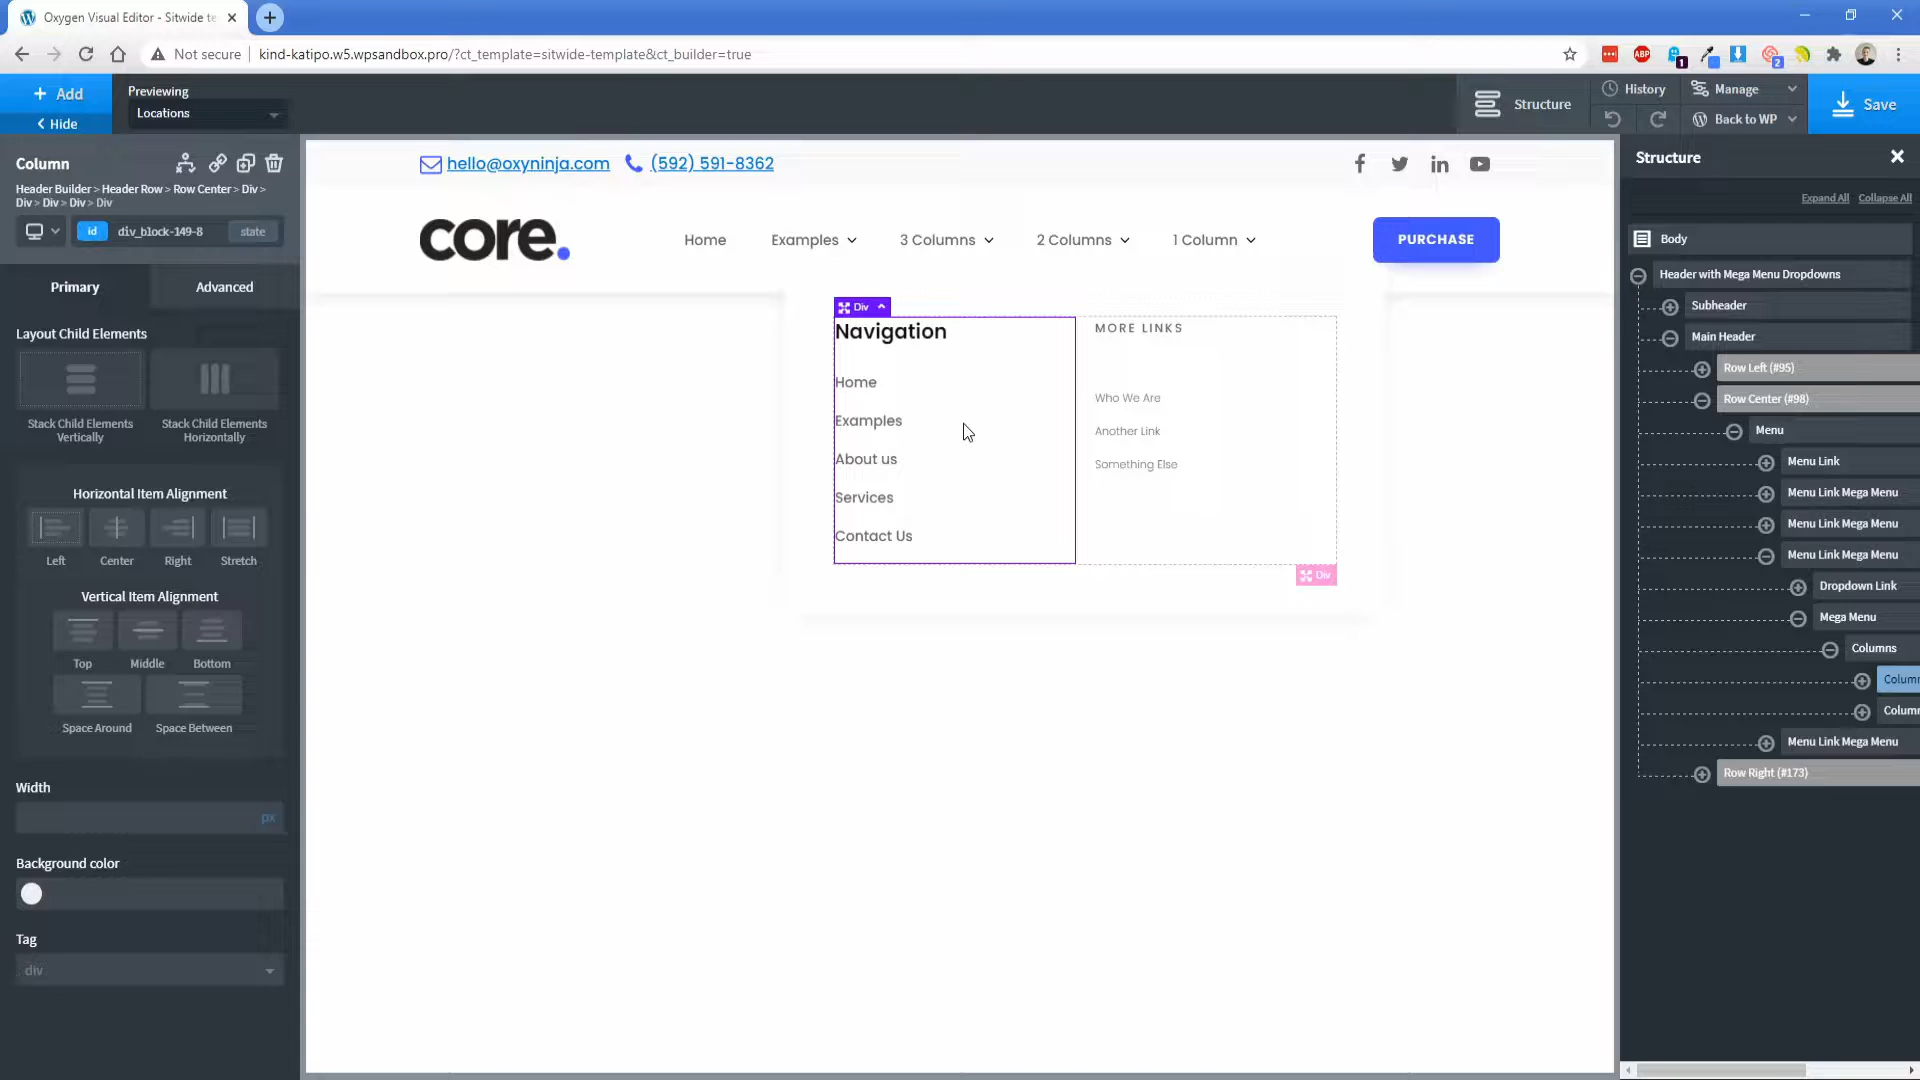 Oxygen Visual Editor - Sitwide te
Not secure
kind-katipo.w5.wpsandbox.pro/?ct_template=sitwide-template&ct_builder=true
ABP
1
2
+ Add
< Hide
Previewing
Locations
Structure
History
Manage
Back to WP
Save
Column
Header Builder > Header Row > Row Center > Div >
Div > Div > Div > Div
id
div_block-149-8
state
Primary
Advanced
Layout Child Elements
Stack Child Elements
Vertically
Stack Child Elements
Horizontally
Horizontal Item Alignment
Left
Center
Right
Stretch
Vertical Item Alignment
Top
Middle
Bottom
Space Around
Space Between
Width
px
Background color
Tag
div
hello@oxyninja.com
(592) 591-8362
core.
Home
Examples
3 Columns
2 Columns
1 Column
PURCHASE
Div
Navigation
Home
Examples
About us
Services
Contact Us
MORE LINKS
Who We Are
Another Link
Something Else
Div
Structure
Expand All
Collapse All
Body
Header with Mega Menu Dropdowns
Subheader
Main Header
Row Left (#95)
Row Center (#98)
Menu
Menu Link
Menu Link Mega Menu
Menu Link Mega Menu
Menu Link Mega Menu
Dropdown Link
Mega Menu
Columns
Column
Column
Menu Link Mega Menu
Row Right (#173)